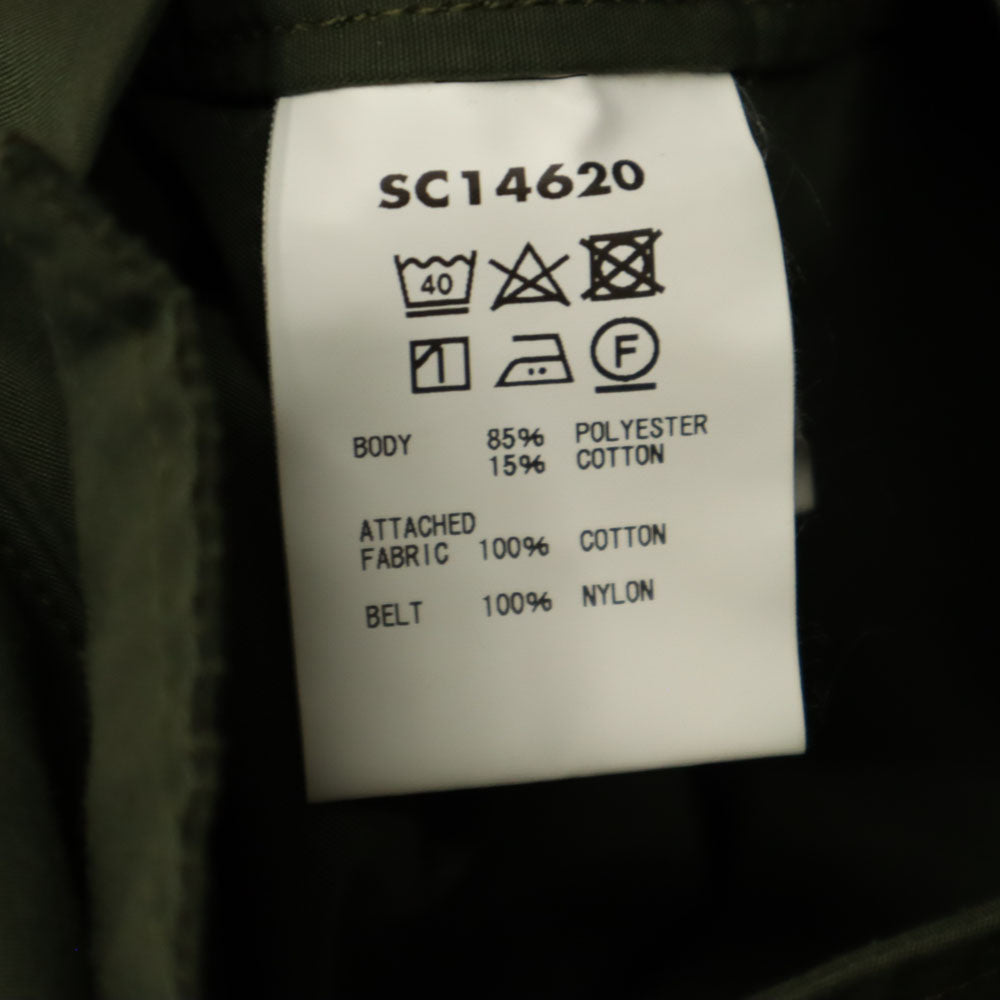 SC14620
40
F
BODY 85% POLYESTER
15% COTTON
ATTACHED
FABRIC 100% COTTON
BELT 100% NYLON